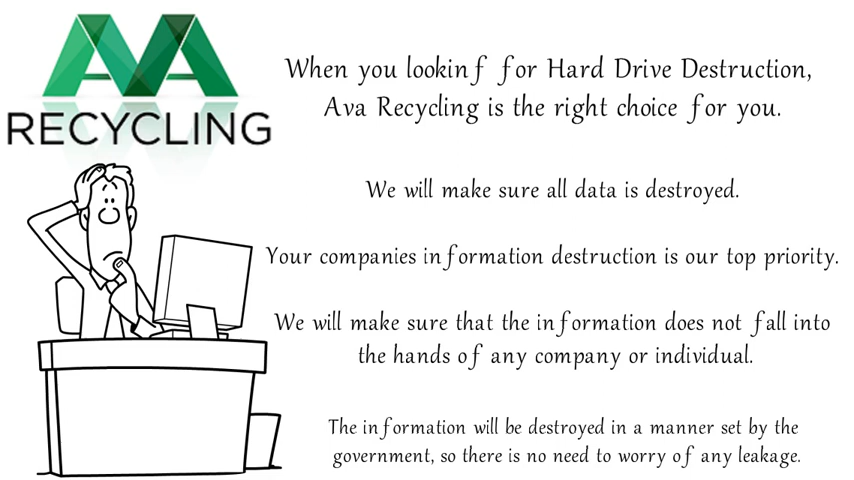 AVA
RECYCLING
When you lookinf for Hard Drive Destruction,
Ava Recycling is the right choice for you.
We will make sure all data is destroyed.
Your companies information destruction is our top priority.
We will make sure that the information does not fall into
the hands of any company or individual.
The information will be destroyed in a manner set by the
government, so there is no need to worry of any leakage.